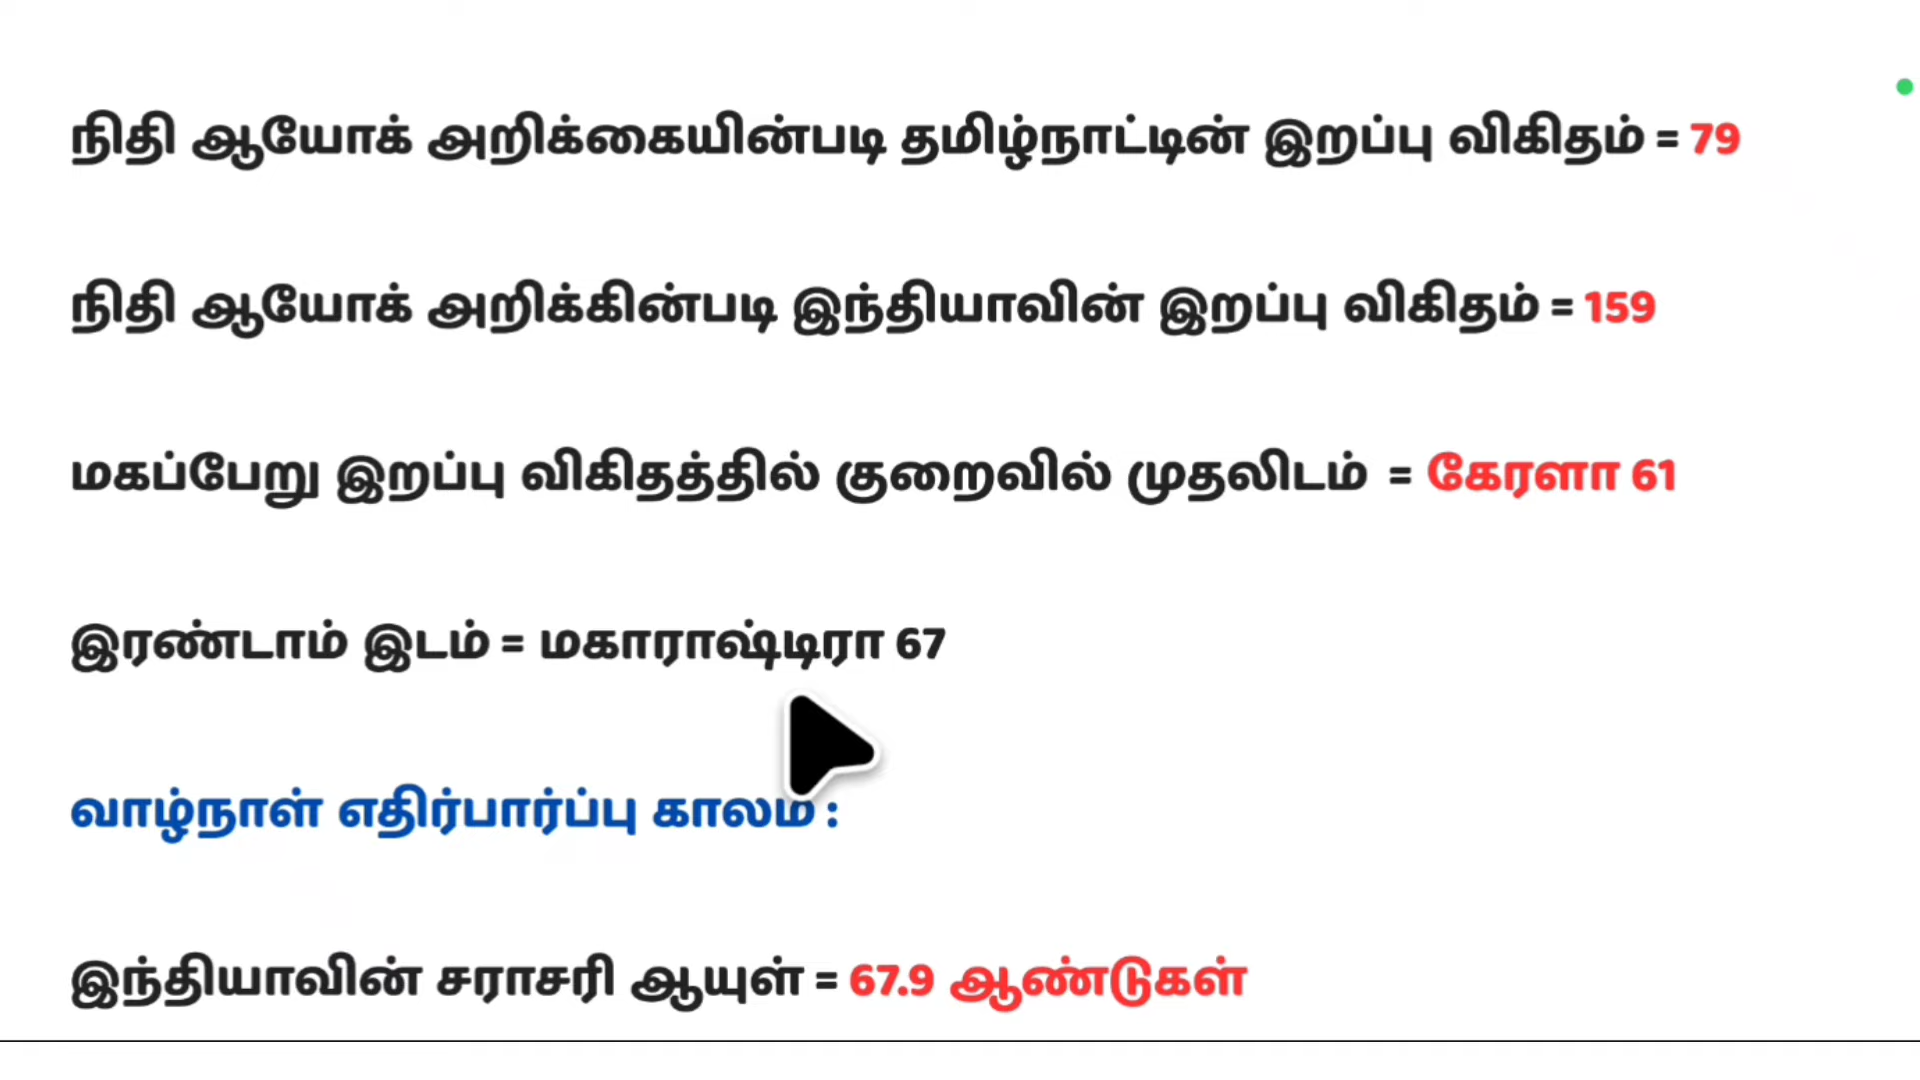 நிதி ஆயோக் அறிக்கையின்படி தமிழ்நாட்டின் இறப்பு விகிதம் = 79
நிதி ஆயோக் அறிக்கின்படி இந்தியாவின் இறப்பு விகிதம் = 159
மகப்பேறு இறப்பு விகிதத்தில் குறைவில் முதலிடம் = கேரளா 61
இரண்டாம் இடம் = மகாராஷ்டிரா 67
வாழ்நாள் எதிர்பார்ப்பு காலம் :
இந்தியாவின் சராசரி ஆயுள் = 67.9 ஆண்டுகள்